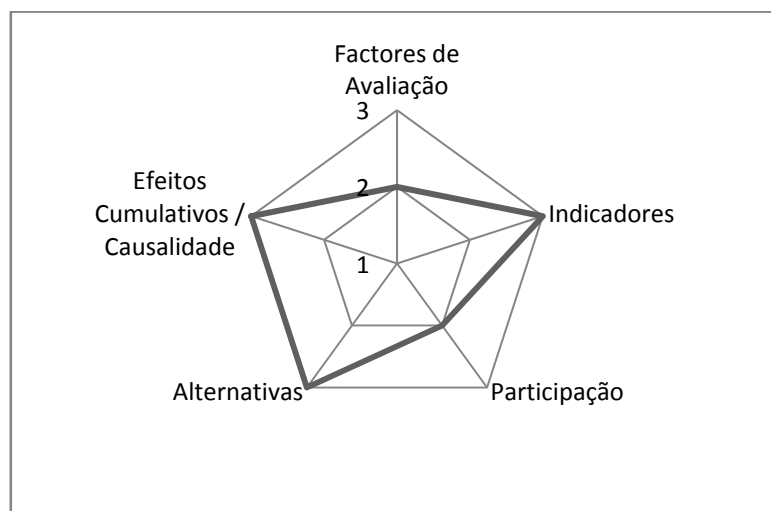 Factores de
Avaliação
3
Efeitos
Cumulativos /
Causalidade
2
Indicadores
1
Alternativas
Participação